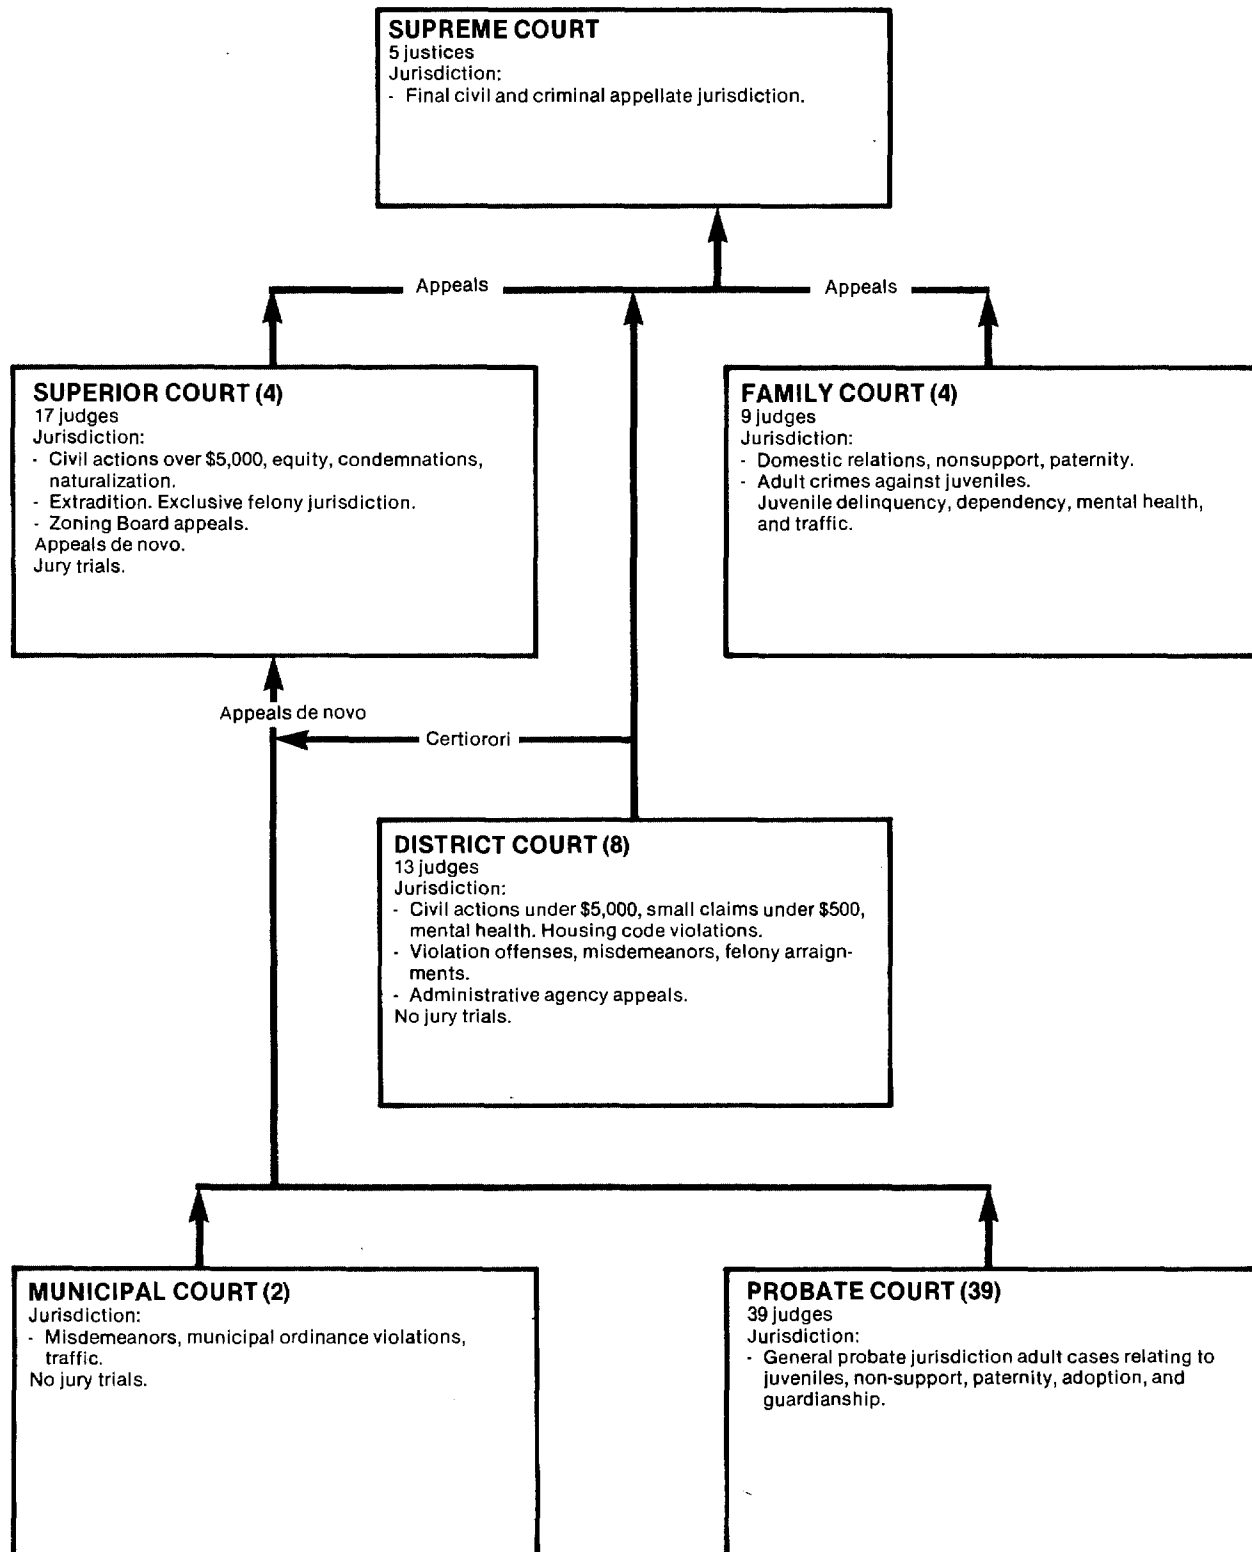 SUPREME COURT
5 justices
Jurisdiction:
- Final civil and criminal appellate jurisdiction.
Appeals
Appeals
SUPERIOR COURT (4)
17 judges
Jurisdiction:
- Civil actions over $5,000, equity, condemnations,
naturalization.
- Extradition. Exclusive felony jurisdiction.
- Zoning Board appeals.
Appeals de novo.
Jury trials.
FAMILY COURT (4)
9 judges
Jurisdiction:
- Domestic relations, nonsupport, paternity.
- Adult crimes against juveniles.
Juvenile delinquency, dependency, mental health,
and traffic.
Appeals de novo
Certiorori
DISTRICT COURT (8)
13 judges
Jurisdiction:
- Civil actions under $5,000, small claims under $500,
mental health. Housing code violations.
- Violation offenses, misdemeanors, felony arraign-
ments.
- Administrative agency appeals.
No jury trials.
MUNICIPAL COURT (2)
Jurisdiction:
- Misdemeanors, municipal ordinance violations,
traffic.
No jury trials.
PROBATE COURT (39)
39 judges
Jurisdiction:
- General probate jurisdiction adult cases relating to
juveniles, non-support, paternity, adoption, and
guardianship.